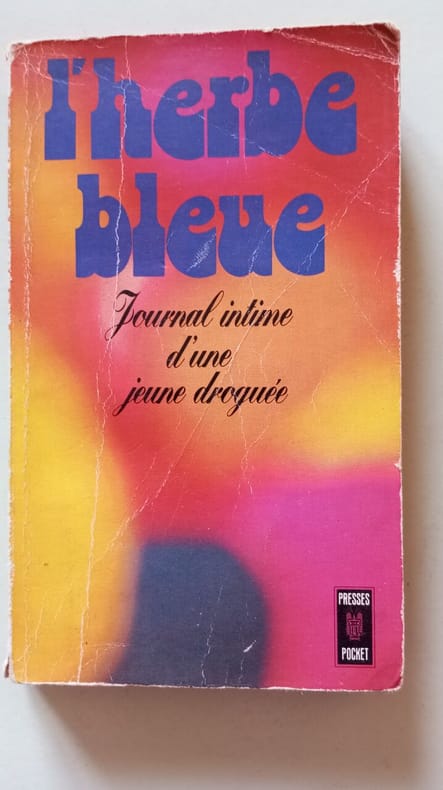 l'herbe
bleue
Journal intime
d'une
jeune droguée
PRESSES
POCKET